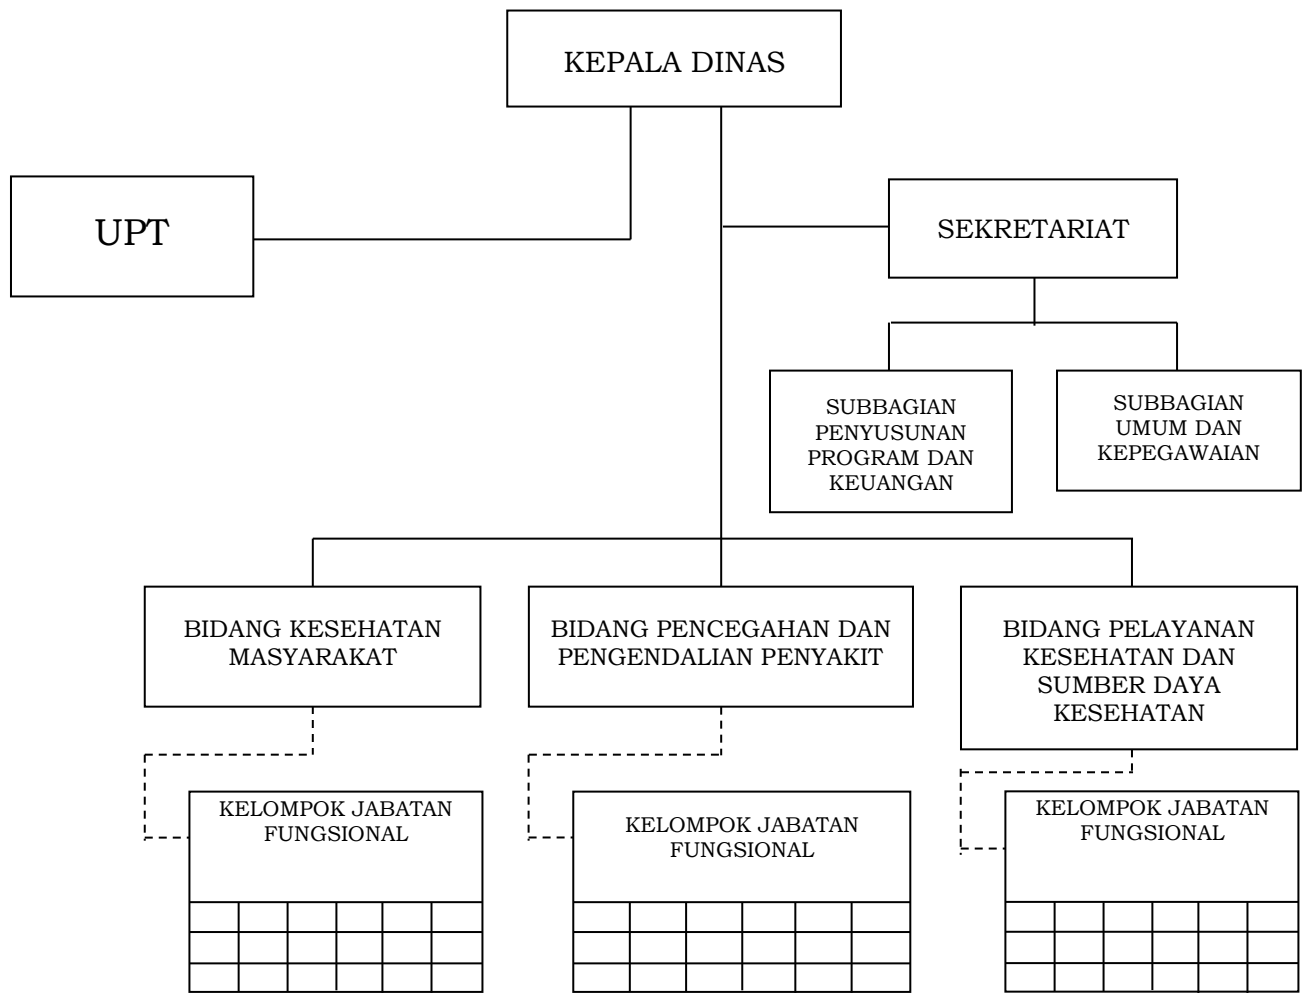 KEPALA DINAS
UPT
SEKRETARIAT
SUBBAGIAN
PENYUSUNAN
PROGRAM DAN
KEUANGAN
SUBBAGIAN
UMUM DAN
KEPEGAWAIAN
BIDANG KESEHATAN
MASYARAKAT
BIDANG PENCEGAHAN DAN
PENGENDALIAN PENYAKIT
BIDANG PELAYANAN
KESEHATAN DAN
SUMBER DAYA
KESEHATAN
KELOMPOK JABATAN
FUNGSIONAL
KELOMPOK JABATAN
FUNGSIONAL
KELOMPOK JABATAN
FUNGSIONAL